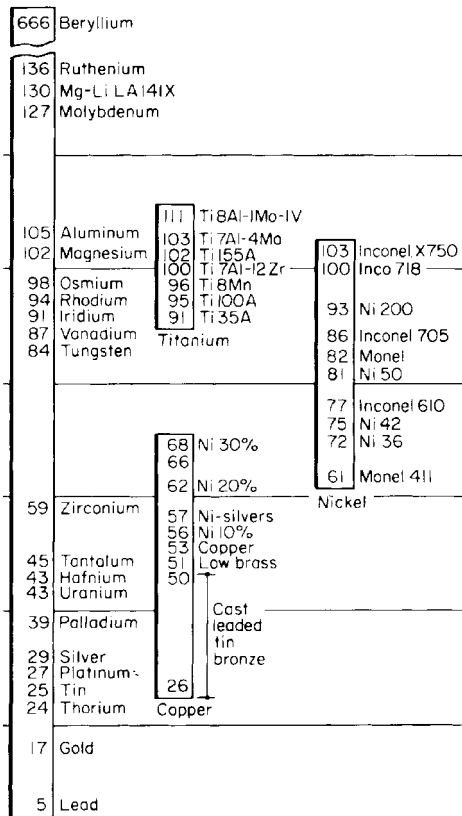 666 Beryllium
136 Ruthenium
130 Mg-Li LA141X
127 Molybdenum
105 Aluminum
102 Magnesium
98 Osmium
94 Rhodium
91 Iridium
87 Vanadium
84 Tungsten
59 Zirconium
45 Tantalum
43 Hafnium
43 Uranium
39 Palladium
29 Silver
27 Platinum
25 Tin
24 Thorium
17 Gold
5 Lead
111 Ti 8Al-1Mo-1V
103 Ti 7Al-4Mo
102 Ti 155A
100 Ti 7Al-12Zr
96 Ti 8Mn
95 Ti 100A
91 Ti 35A
Titanium
68 Ni 30%
66
62 Ni 20%
57 Ni-silvers
56 Ni 10%
53 Copper
51 Low brass
50
Cast
leaded
tin
bronze
26
Copper
103 Inconel X750
100 Inco 718
93 Ni 200
86 Inconel 705
82 Monel
81 Ni 50
77 Inconel 610
75 Ni 42
72 Ni 36
61 Monel 411
Nickel